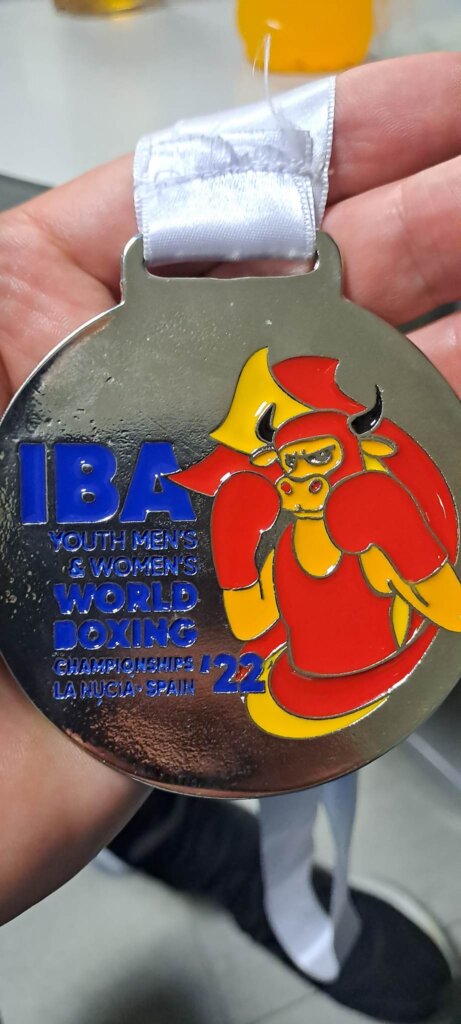 IBA
YOUTH MEN'S
& WOMEN'S
WORLD
BOXING
CHAMPIONSHIPS '22
LA NUCIA · SPAIN